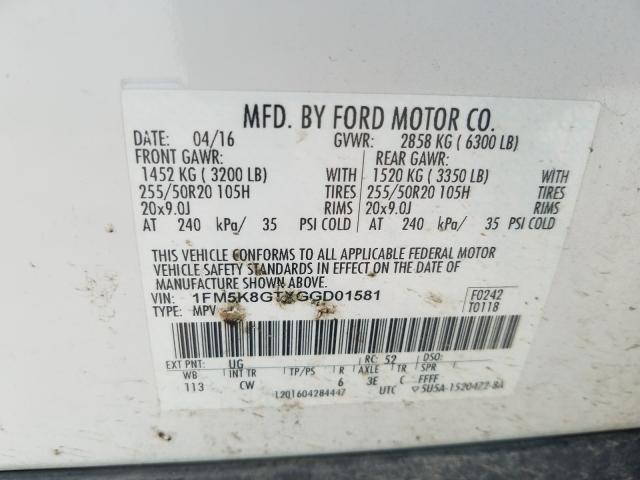 MFD. BY FORD MOTOR CO.
DATE: 04/16 GVWR: 2858 KG ( 6300 LB)
FRONT GAWR: REAR GAWR:
1452 KG ( 3200 LB) WITH 1520 KG ( 3350 LB) WITH
255/50R20 105H TIRES 255/50R20 105H TIRES
20x9.0J RIMS 20x9.0J RIMS
AT 240 kPa/ 35 PSI COLD AT 240 kPa/ 35 PSI COLD
THIS VEHICLE CONFORMS TO ALL APPLICABLE FEDERAL MOTOR
VEHICLE SAFETY STANDARDS IN EFFECT ON THE DATE OF
MANUFACTURE SHOWN ABOVE.
VIN: 1FM5K8GTXGGD01581 F0242
TYPE: MPV T0118
EXT PNT: UG RC: 52 DSO:
WB INT TR TP/PS R AXLE TR
113 CW 6 3E C FFFF
12Q1604284447 UTC 5U5A-1520472-BA